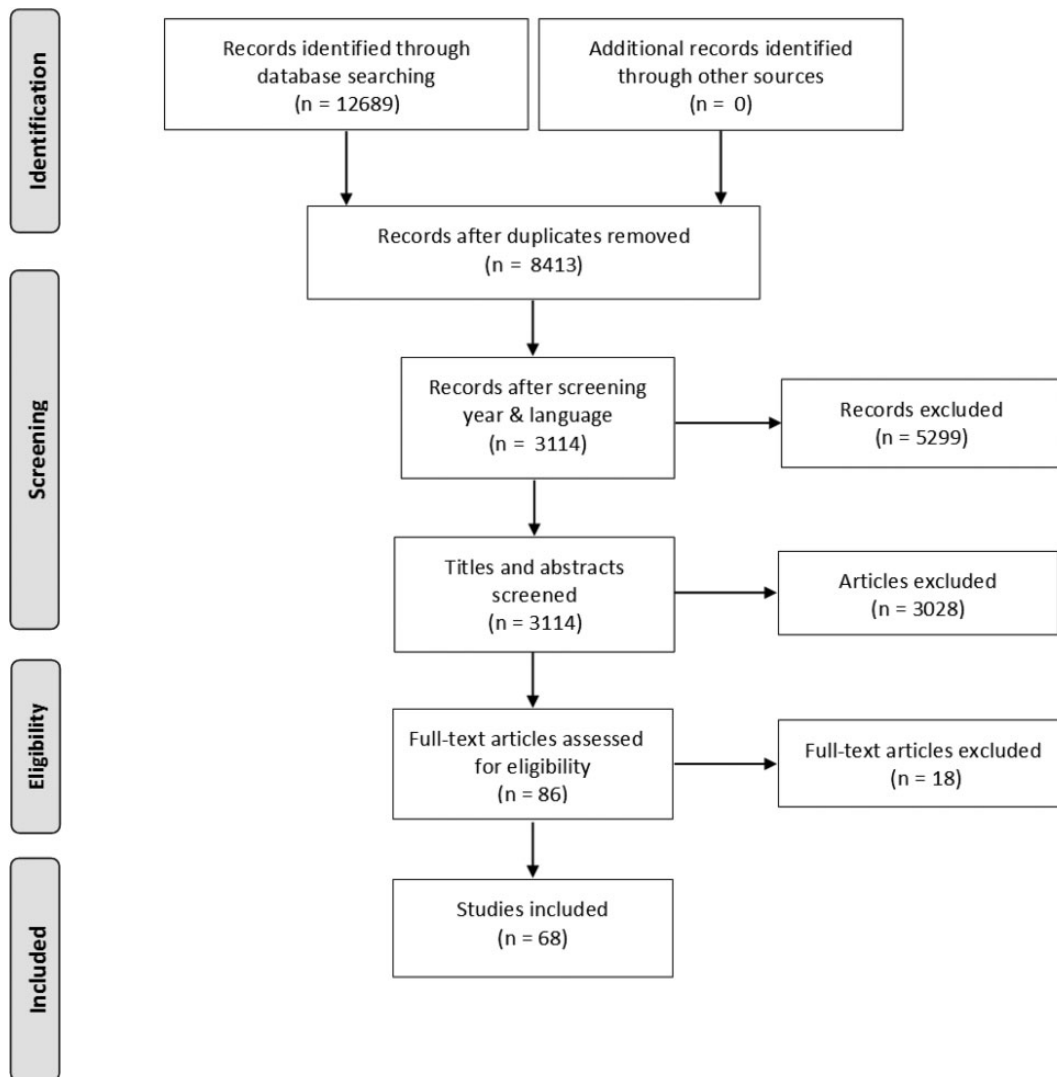 Identification
Records identified through
database searching
(n = 12689)
Additional records identified
through other sources
(n = 0)
Records after duplicates removed
(n = 8413)
Screening
Records after screening
year & language
(n = 3114)
Records excluded
(n = 5299)
Titles and abstracts
screened
(n = 3114)
Articles excluded
(n = 3028)
Eligibility
Full-text articles assessed
for eligibility
(n = 86)
Full-text articles excluded
(n = 18)
Included
Studies included
(n = 68)